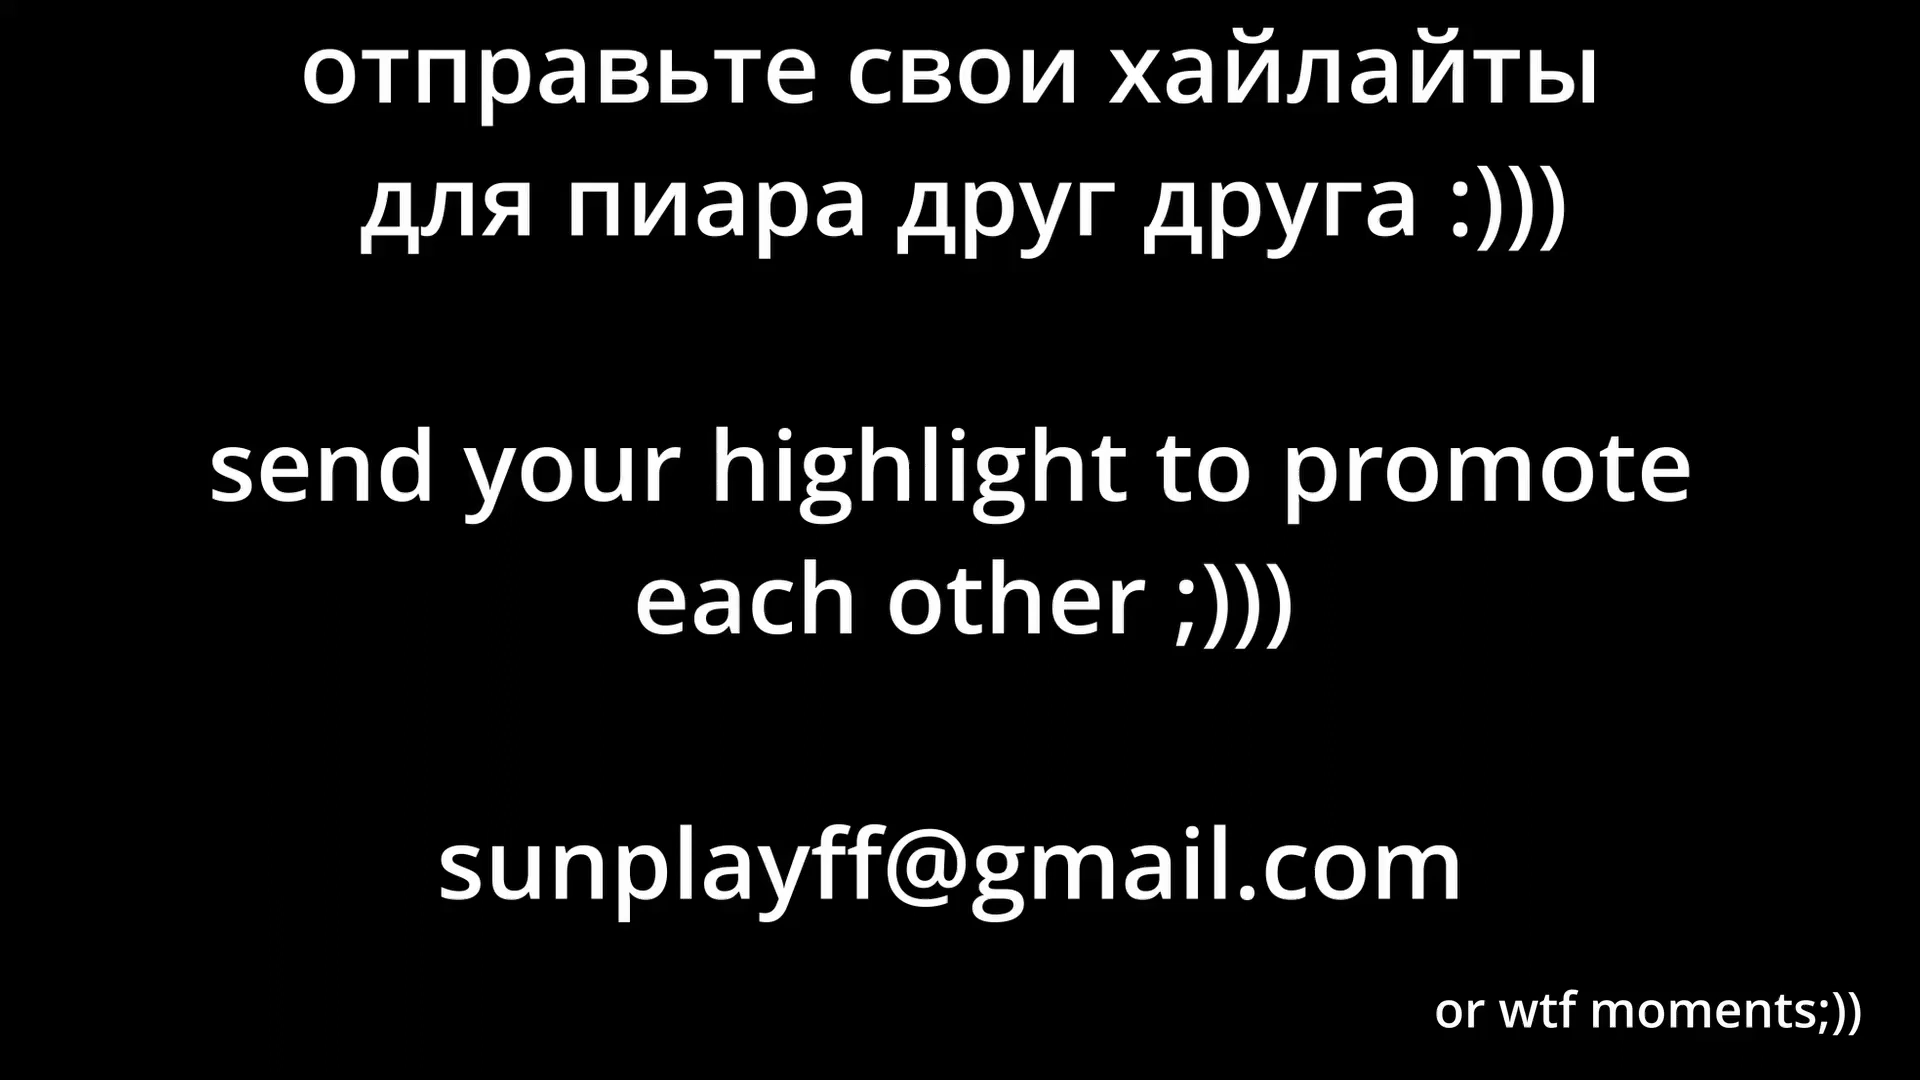 отправьте свои хайлайты
для пиара друг друга :)))
send your highlight to promote
each other ;)))
sunplayff@gmail.com
or wtf moments;))